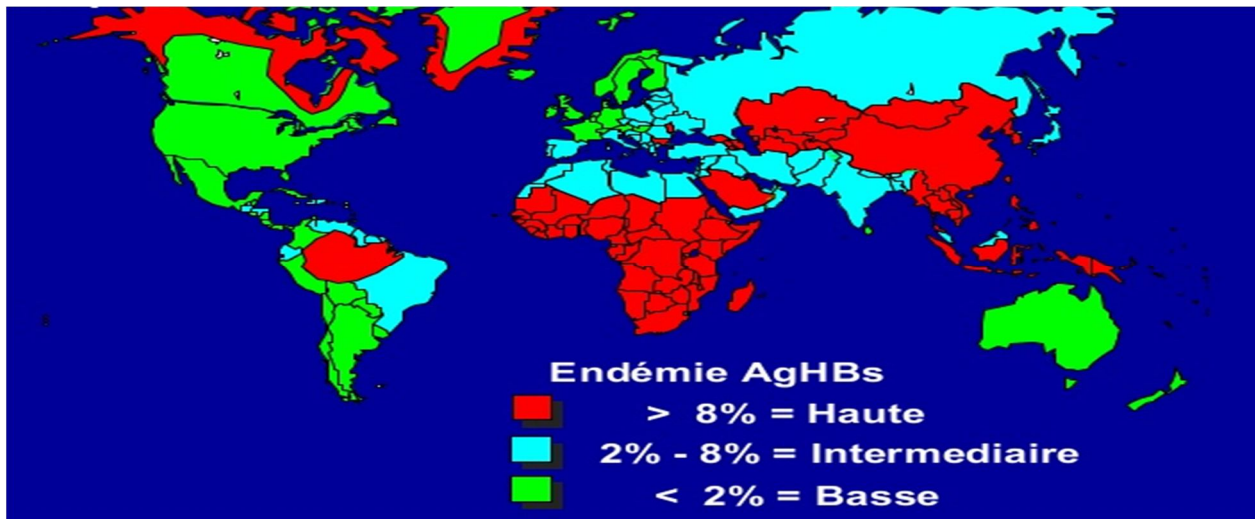 Endémie AgHBs
> 8% = Haute
2% - 8% = Intermediaire
< 2% = Basse